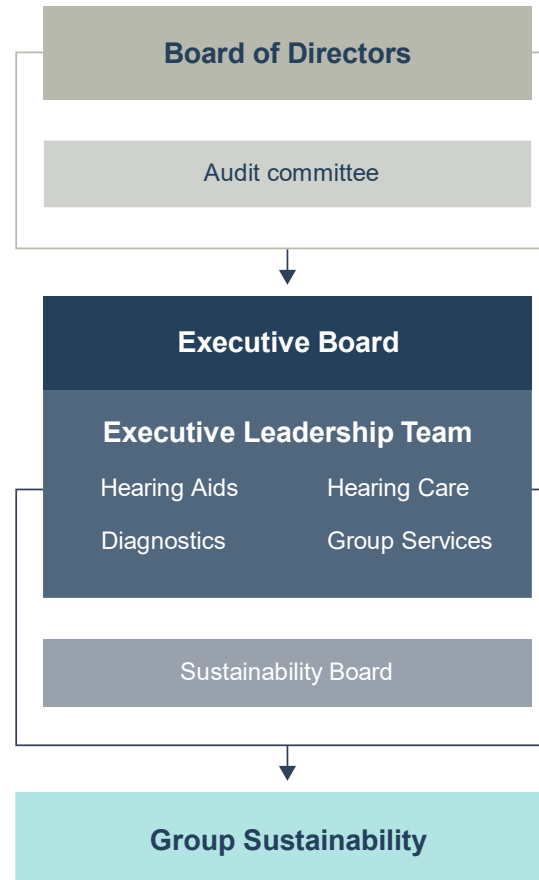 Board of Directors
Audit committee
Executive Board
Executive Leadership Team
Hearing Aids Hearing Care
Diagnostics Group Services
Sustainability Board
Group Sustainability